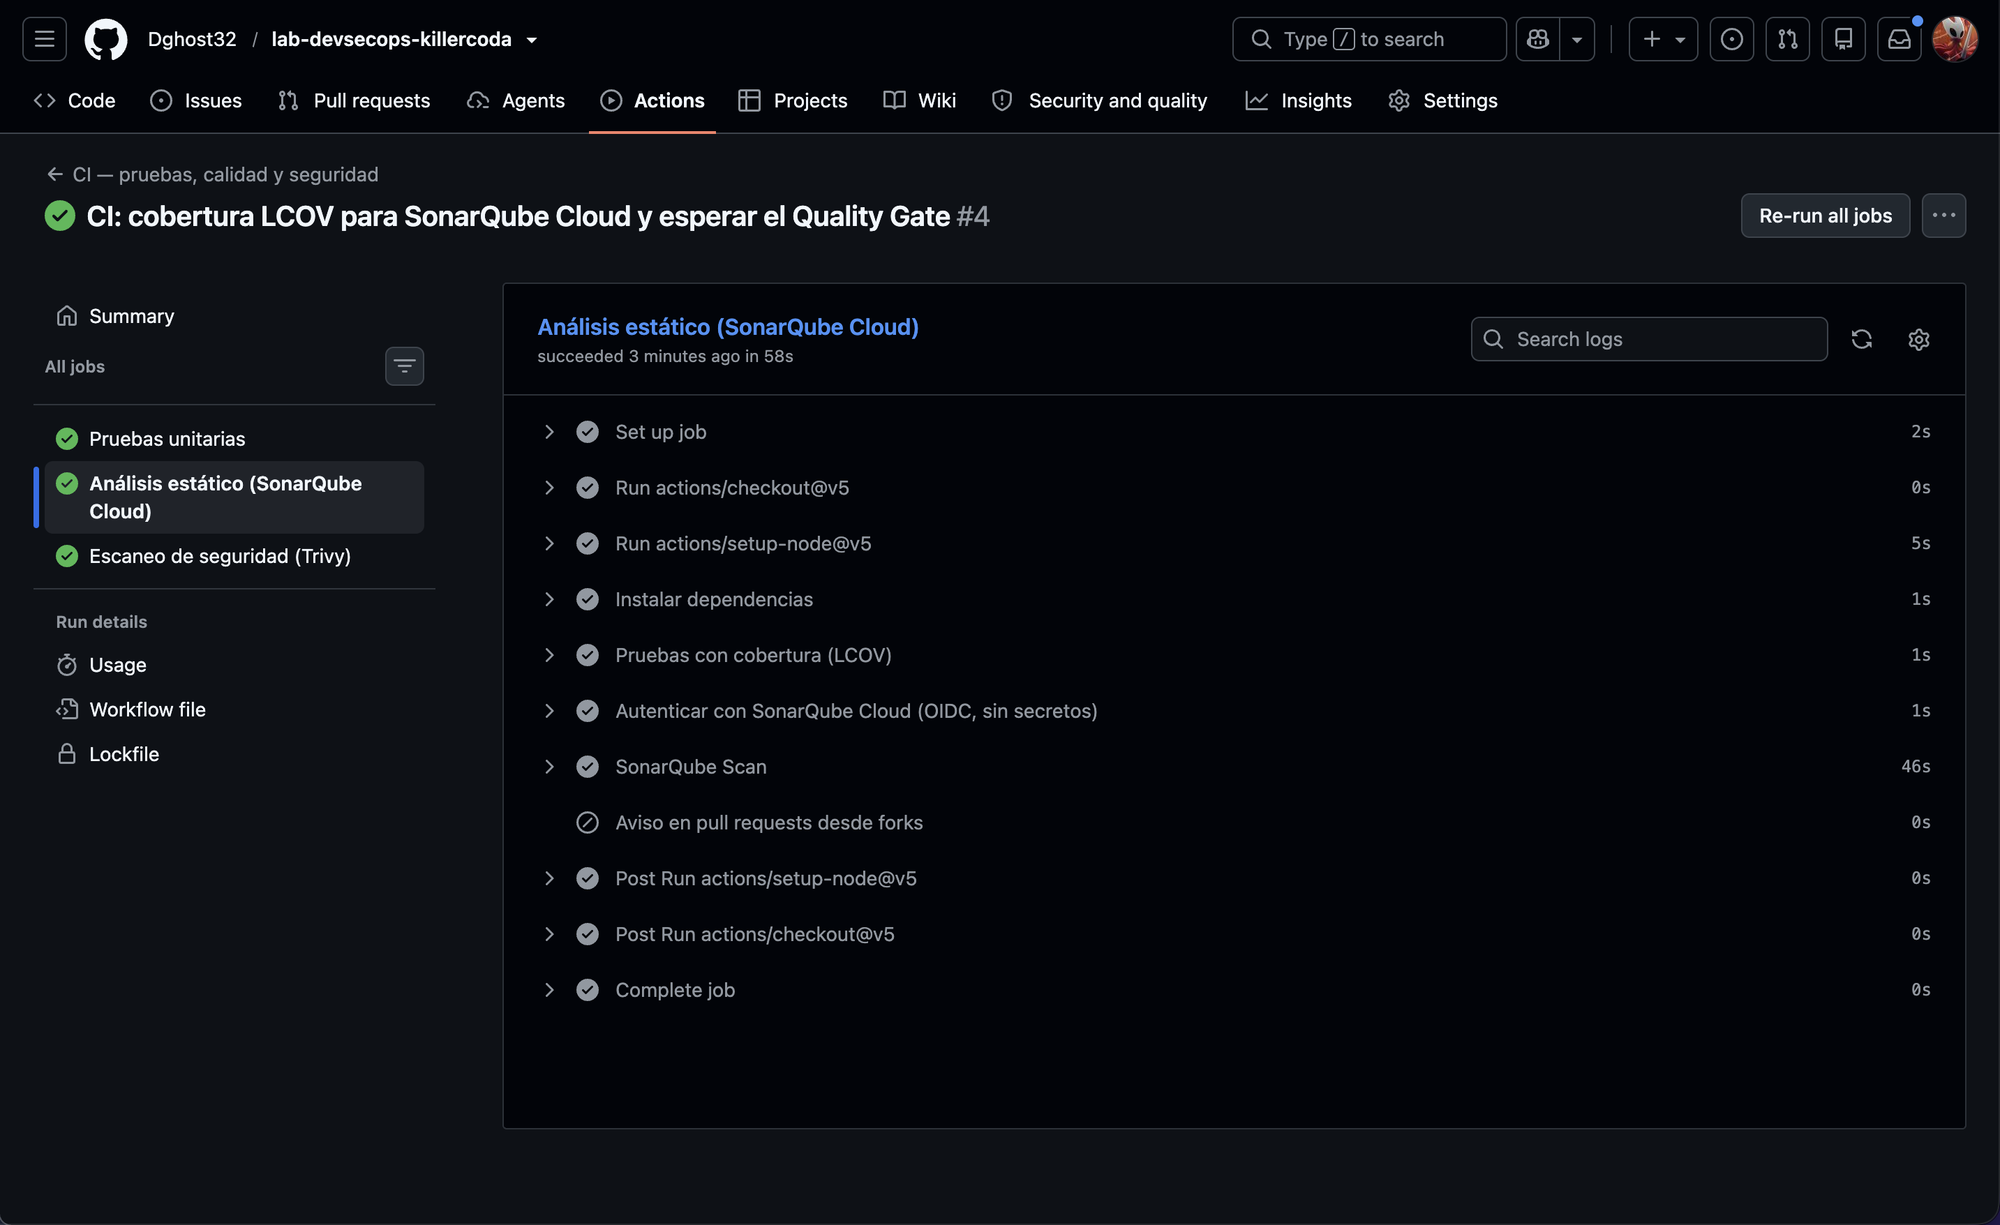 Dghost32 / lab-devsecops-killercoda
Type / to search
Code
Issues
Pull requests
Agents
Actions
Projects
Wiki
Security and quality
Insights
Settings
CI — pruebas, calidad y seguridad
CI: cobertura LCOV para SonarQube Cloud y esperar el Quality Gate #4
Re-run all jobs
Summary
All jobs
Pruebas unitarias
Análisis estático (SonarQube
Cloud)
Escaneo de seguridad (Trivy)
Run details
Usage
Workflow file
Lockfile
Análisis estático (SonarQube Cloud)
succeeded 3 minutes ago in 58s
Search logs
Set up job 2s
Run actions/checkout@v5 0s
Run actions/setup-node@v5 5s
Instalar dependencias 1s
Pruebas con cobertura (LCOV) 1s
Autenticar con SonarQube Cloud (OIDC, sin secretos) 1s
SonarQube Scan 46s
Aviso en pull requests desde forks 0s
Post Run actions/setup-node@v5 0s
Post Run actions/checkout@v5 0s
Complete job 0s